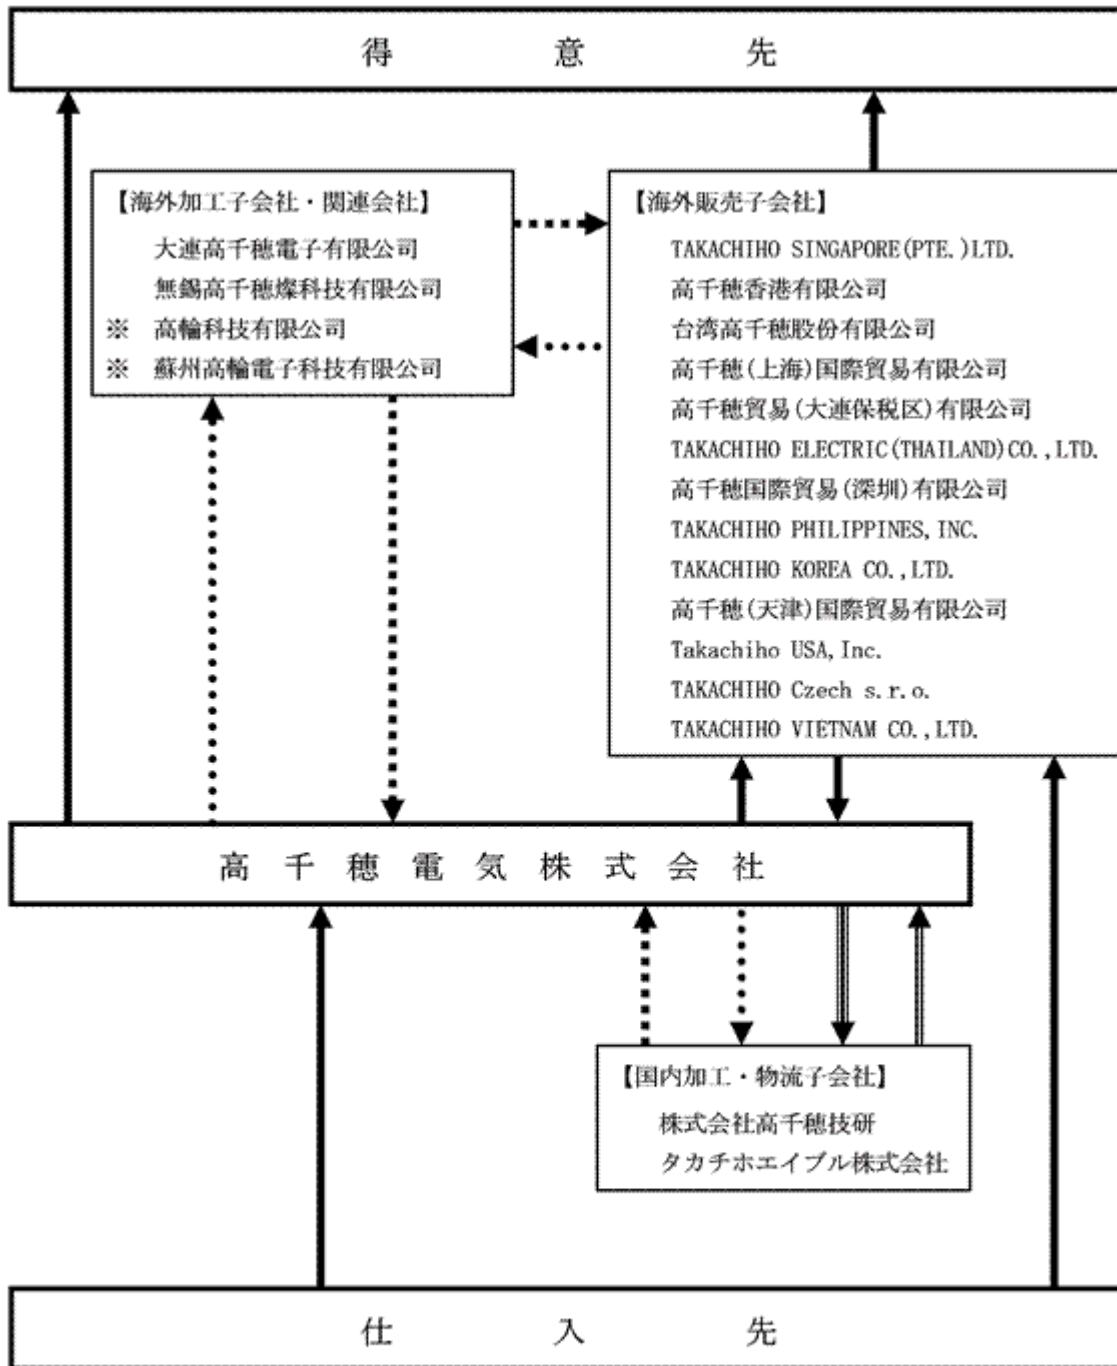 得意先
【海外加工子会社・関連会社】
大連高千穂電子有限公司
無錫高千穂燦科技有限公司
※ 高輪科技有限公司
※ 蘇州高輪電子科技有限公司
【海外販売子会社】
TAKACHIHO SINGAPORE(PTE.)LTD.
高千穂香港有限公司
台湾高千穂股份有限公司
高千穂(上海)国際貿易有限公司
高千穂貿易(大連保税区)有限公司
TAKACHIHO ELECTRIC(THAILAND)CO.,LTD.
高千穂国際貿易(深圳)有限公司
TAKACHIHO PHILIPPINES,INC.
TAKACHIHO KOREA CO.,LTD.
高千穂(天津)国際貿易有限公司
Takachiho USA,Inc.
TAKACHIHO Czech s.r.o.
TAKACHIHO VIETNAM CO.,LTD.
高千穂電気株式会社
【国内加工・物流子会社】
株式会社高千穂技研
タカチホエイブル株式会社
仕入先